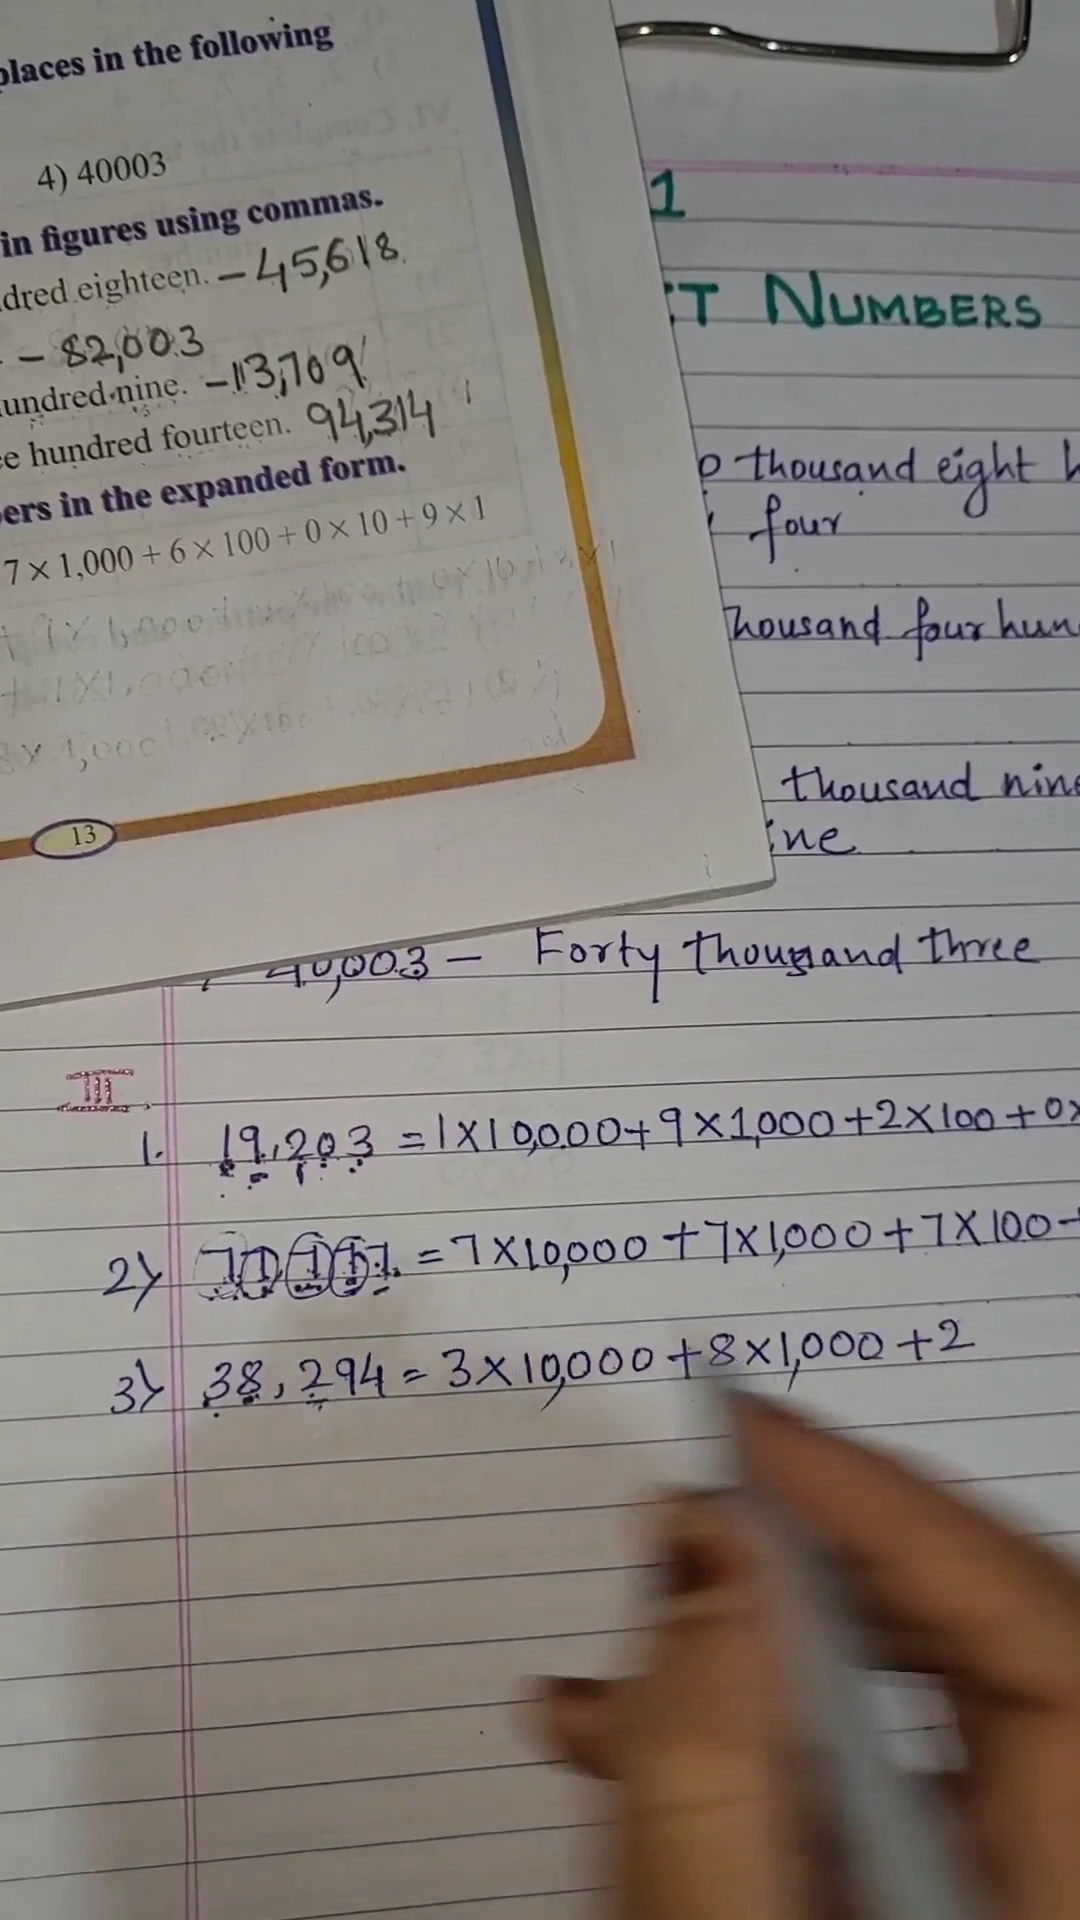 places in the following
4) 40003
in figures using commas.
dred eighteen. - 45,618
- 82,003
undred nine. - 13,709
e hundred fourteen. 94,314
ers in the expanded form.
7 × 1,000 + 6 × 100 + 0 × 10 + 9 × 1
13
1
T NUMBERS
o thousand eight h
four
housand four hun
thousand nine
ine
40,003 - Forty thousand three
III
1. 19,203 = 1×10,000+9×1,000+2×100+0×
2) 77,777 = 7×10,000+7×1,000+7×100+
3) 38,294 = 3×10,000+8×1,000+2